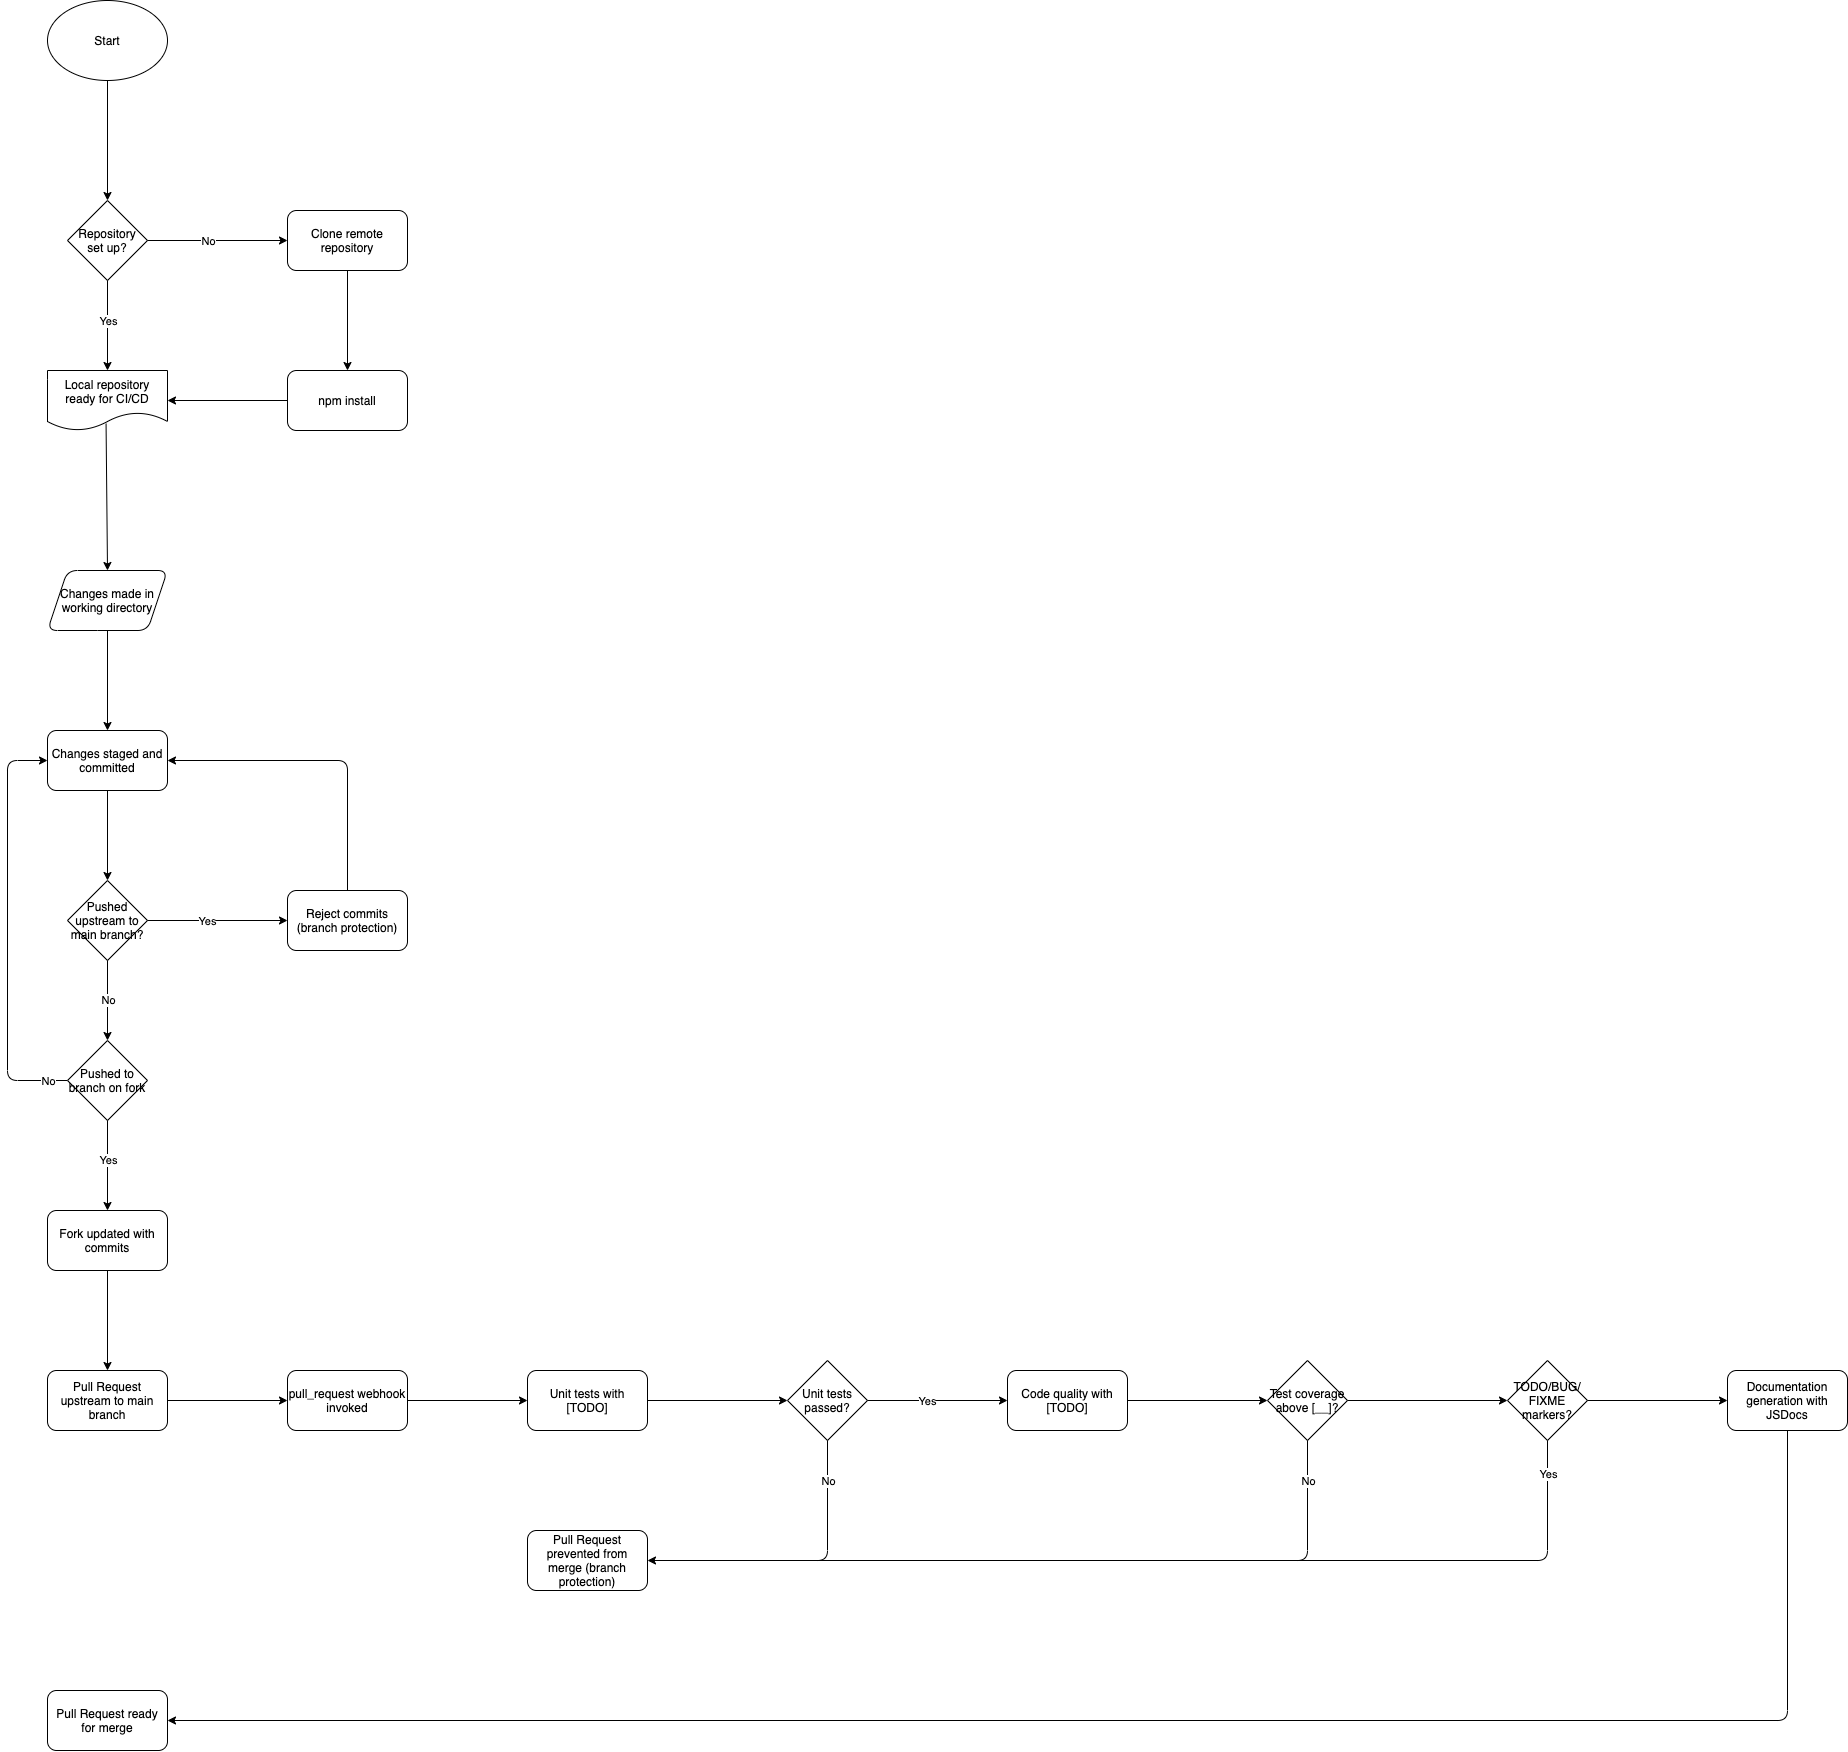 Start
Repository
set up?
No
Clone remote
repository
Yes
Local repository
ready for CI/CD
npm install
Changes made in
working directory
Changes staged and
committed
Pushed
upstream to
main branch?
Yes
Reject commits
(branch protection)
No
Pushed to
branch on fork
No
Yes
Fork updated with
commits
Pull Request
upstream to main
branch
pull_request webhook
invoked
Unit tests with
[TODO]
Unit tests
passed?
Yes
Code quality with
[TODO]
Test coverage
above [__]?
TODO/BUG/
FIXME
markers?
Documentation
generation with
JSDocs
No
No
Yes
Pull Request
prevented from
merge (branch
protection)
Pull Request ready
for merge